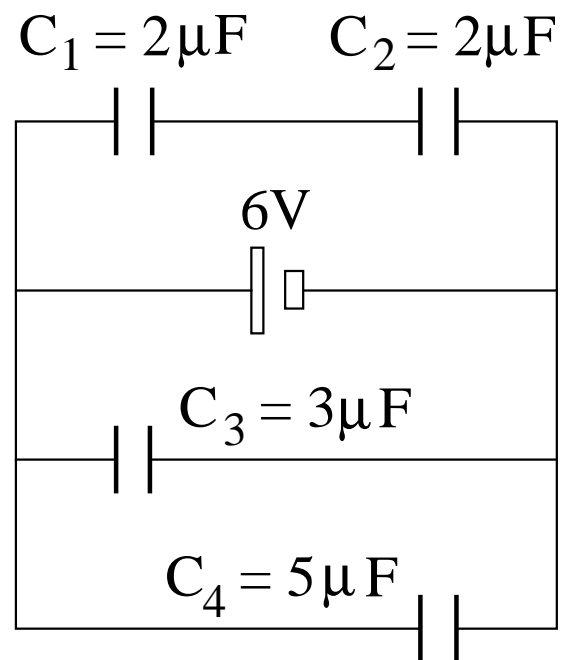 C₁ = 2μF C₂ = 2μF
6V
C₃ = 3μF
C₄ = 5μF